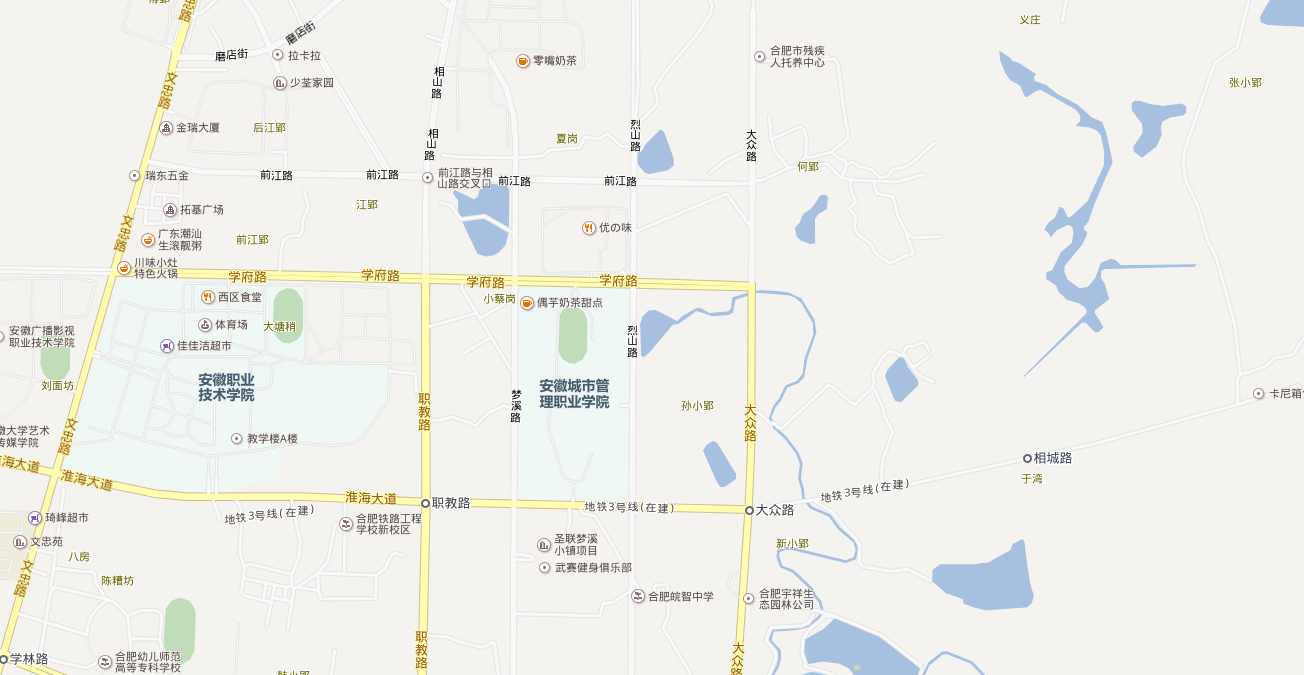 义庄
磨店街
磨店街
拉卡拉
零嘴奶茶
合肥市残疾
人托养中心
张小郢
相
山
路
少荃家园
文
忠
路
金瑞大厦
后江郢
相
山
路
夏岗
烈
山
路
大
众
路
何郢
瑞东五金
前江路
前江路
前江路与相
山路交叉口
前江路
前江路
拓基广场
江郢
广东潮汕
生滚靓粥
前江郢
优の味
文
忠
路
川味小灶
特色火锅
学府路
学府路
学府路
学府路
西区食堂
小蔡岗
偶芋奶茶甜点
体育场
大塘稍
安徽广播影视
职业技术学院
佳佳洁超市
烈
山
路
刘面坊
安徽职业
技术学院
安徽城市管
理职业学院
卡尼箱
职
教
路
梦
溪
路
孙小郢
大
众
路
大学艺术
传媒学院
文
忠
路
教学楼A楼
相城路
于湾
海大道
淮海大道
淮海大道
职教路
地铁3号线(在建)
地铁3号线(在建)
大众路
地铁3号线(在建)
琦峰超市
合肥铁路工程
学校新校区
文忠苑
圣联梦溪
小镇项目
新小郢
八房
武赛健身俱乐部
陈糟坊
文
忠
路
合肥皖智中学
合肥宇祥生
态园林公司
职
教
路
大
众
路
学林路
合肥幼儿师范
高等专科学校